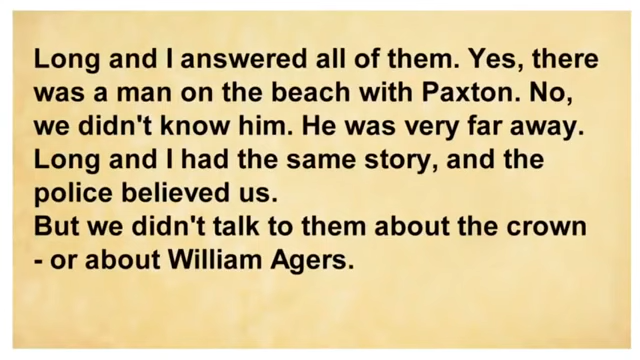 Long and I answered all of them. Yes, there
was a man on the beach with Paxton. No,
we didn't know him. He was very far away.
Long and I had the same story, and the
police believed us.
But we didn't talk to them about the crown
- or about William Agers.